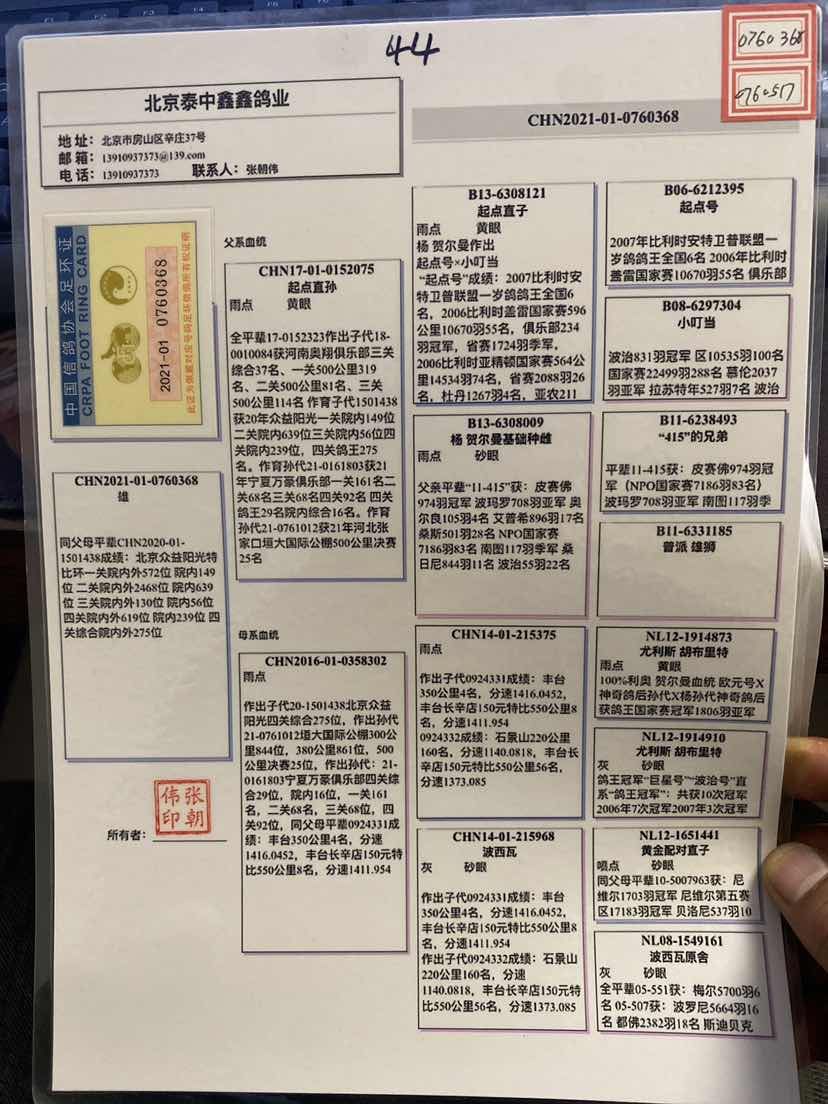 44
0760368
076057
北京泰中鑫鑫鸽业
地 址： 北京市房山区辛庄37号
邮 箱： 13910937373@139.com
电 话： 13910937373 联系人： 张朝伟
CHN2021-01-0760368
中国信鸽协会足环证
CRPA FOOT RING CARD
2021-01 0760368
CHN2021-01-0760368
雄
同父母平辈CHN2020-01-
1501438成绩：北京众益阳光特
比环一关院内外572位 院内149
位 二关院内外2468位 院内639
位 三关院内外130位 院内56位
四关院内外619位 院内239位 四
关综合院内外275位
所有者：
张朝伟印
父系血统
CHN17-01-0152075
起点直孙
雨点 黄眼
全平辈17-0152323作出子代18-
0010084获河南奥翔俱乐部三关
综合37名、一关500公里319
名、二关500公里81名、三关
500公里114名 作育子代1501438
获20年众益阳光一关院内149位
二关院内639位三关院内56位四
关院内239位，四关鸽王275
名。作育孙代21-0161803获21
年宁夏万豪俱乐部一关161名二
关68名三关68名四关92名 四关
鸽王29名院内综合16名。作育
孙代21-0761012获21年河北张
家口垣大国际公棚500公里决赛
25名
母系血统
CHN2016-01-0358302
雨点
作出子代20-1501438北京众益
阳光四关综合275位，作出孙代
21-0761012垣大国际公棚300公
里844位，380公里861位，500
公里决赛25位，作出孙代：21-
0161803宁夏万豪俱乐部四关综
合29位，院内16位，一关161
名，二关68名，三关68位，四
关92位，同父母平辈0924331成
绩：丰台350公里4名，分速
1416.0452，丰台长辛店150元特
比550公里8名，分速1411.954
B13-6308121
起点直子
雨点 黄眼
杨 贺尔曼作出
起点号×小叮当
“起点号”成绩：2007比利时安
特卫普联盟一岁鸽鸽王全国6
名，2006比利时盖雷国家赛596
公里10670羽55名，俱乐部234
羽冠军，省赛1724羽季军，
2006比利时亚精顿国家赛564公
里14534羽74名，省赛2088羽26
名，杜丹1267羽4名，亚农211
B13-6308009
杨 贺尔曼基础种雌
雨点 砂眼
父亲平辈“11-415”获：皮赛佛
974羽冠军 波玛罗708羽亚军 奥
尔良105羽4名 艾普希896羽17名
桑斯501羽28名 NPO国家赛
7186羽83名 南图117羽季军 桑
日尼844羽11名 波治55羽22名
CHN14-01-215375
雨点
作出子代0924331成绩：丰台
350公里4名，分速1416.0452，
丰台长辛店150元特比550公里8
名，分速1411.954
0924332成绩：石景山220公里
160名，分速1140.0818，丰台长
辛店150元特比550公里56名，
分速1373.085
CHN14-01-215968
波西瓦
灰 砂眼
作出子代0924331成绩：丰台
350公里4名，分速1416.0452，
丰台长辛店150元特比550公里8
名，分速1411.954
作出子代0924332成绩：石景山
220公里160名，分速
1140.0818，丰台长辛店150元特
比550公里56名，分速1373.085
B06-6212395
起点号
2007年比利时安特卫普联盟一
岁鸽鸽王全国6名 2006年比利时
盖雷国家赛10670羽55名 俱乐部
B08-6297304
小叮当
波治831羽冠军 区10535羽100名
国家赛22499羽288名 慕伦2037
羽亚军 拉苏特年527羽7名 波治
B11-6238493
“415”的兄弟
平辈11-415获：皮赛佛974羽冠
军（NPO国家赛7186羽83名）
波玛罗708羽亚军 南图117羽季
B11-6331185
普派 雄狮
NL12-1914873
尤利斯 胡布里特
雨点 黄眼
100%利奥 贺尔曼血统 欧元号X
神奇鸽后孙代X杨孙代神奇鸽后
获鸽王国家赛冠军1806羽亚军
NL12-1914910
尤利斯 胡布里特
灰 砂眼
鸽王冠军“巨星号”“波治号”直
系“鸽王冠军”：共获10次冠军
2006年7次冠军2007年3次冠军
NL12-1651441
黄金配对直子
喷点 砂眼
同父母平辈10-5007963获：尼
维尔1703羽冠军 尼维尔第五赛
区17183羽冠军 贝洛尼537羽10
NL08-1549161
波西瓦原舍
灰 砂眼
全平辈05-551获：梅尔5700羽6
名 05-507获：波罗尼5664羽16
名 都佛2382羽18名 斯迪贝克